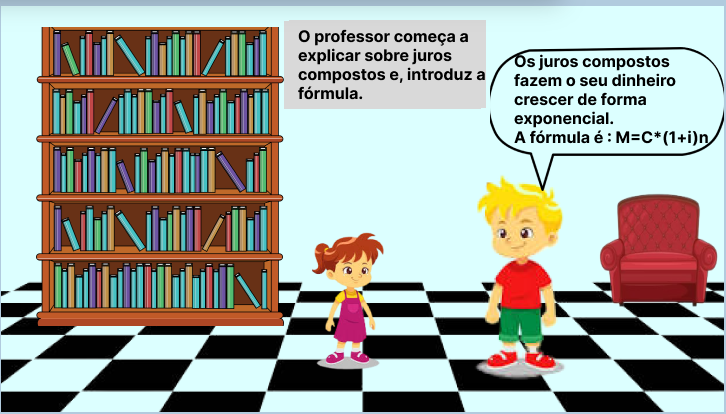 O professor começa a
explicar sobre juros
compostos e, introduz a
fórmula.
Os juros compostos
fazem o seu dinheiro
crescer de forma
exponencial.
A fórmula é : M=C*(1+i)n